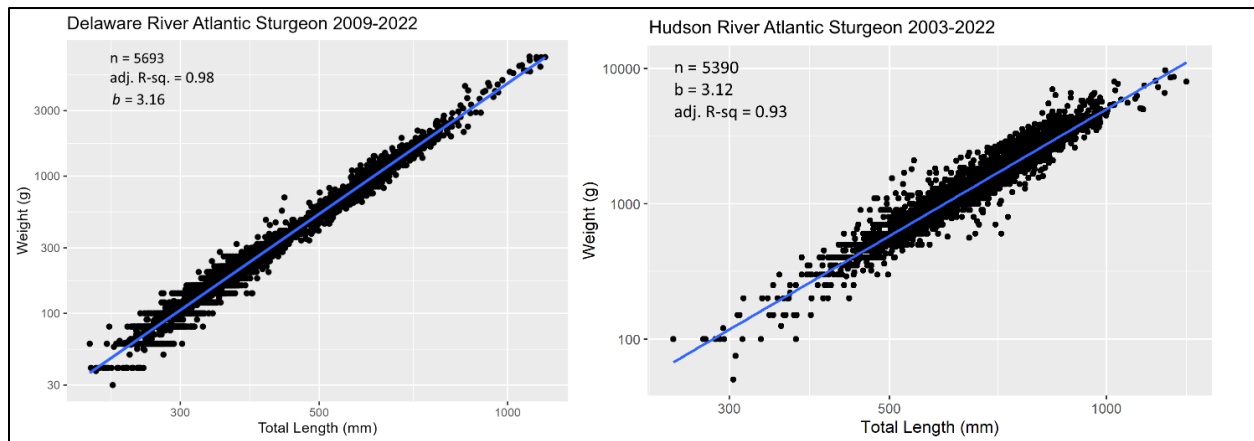 Delaware River Atlantic Sturgeon 2009-2022
n = 5693
adj. R-sq. = 0.98
b = 3.16
3000
1000
300
100
30
Weight (g)
300
500
1000
Total Length (mm)
Hudson River Atlantic Sturgeon 2003-2022
n = 5390
b = 3.12
adj. R-sq = 0.93
10000
1000
100
Weight (g)
300
500
1000
Total Length (mm)